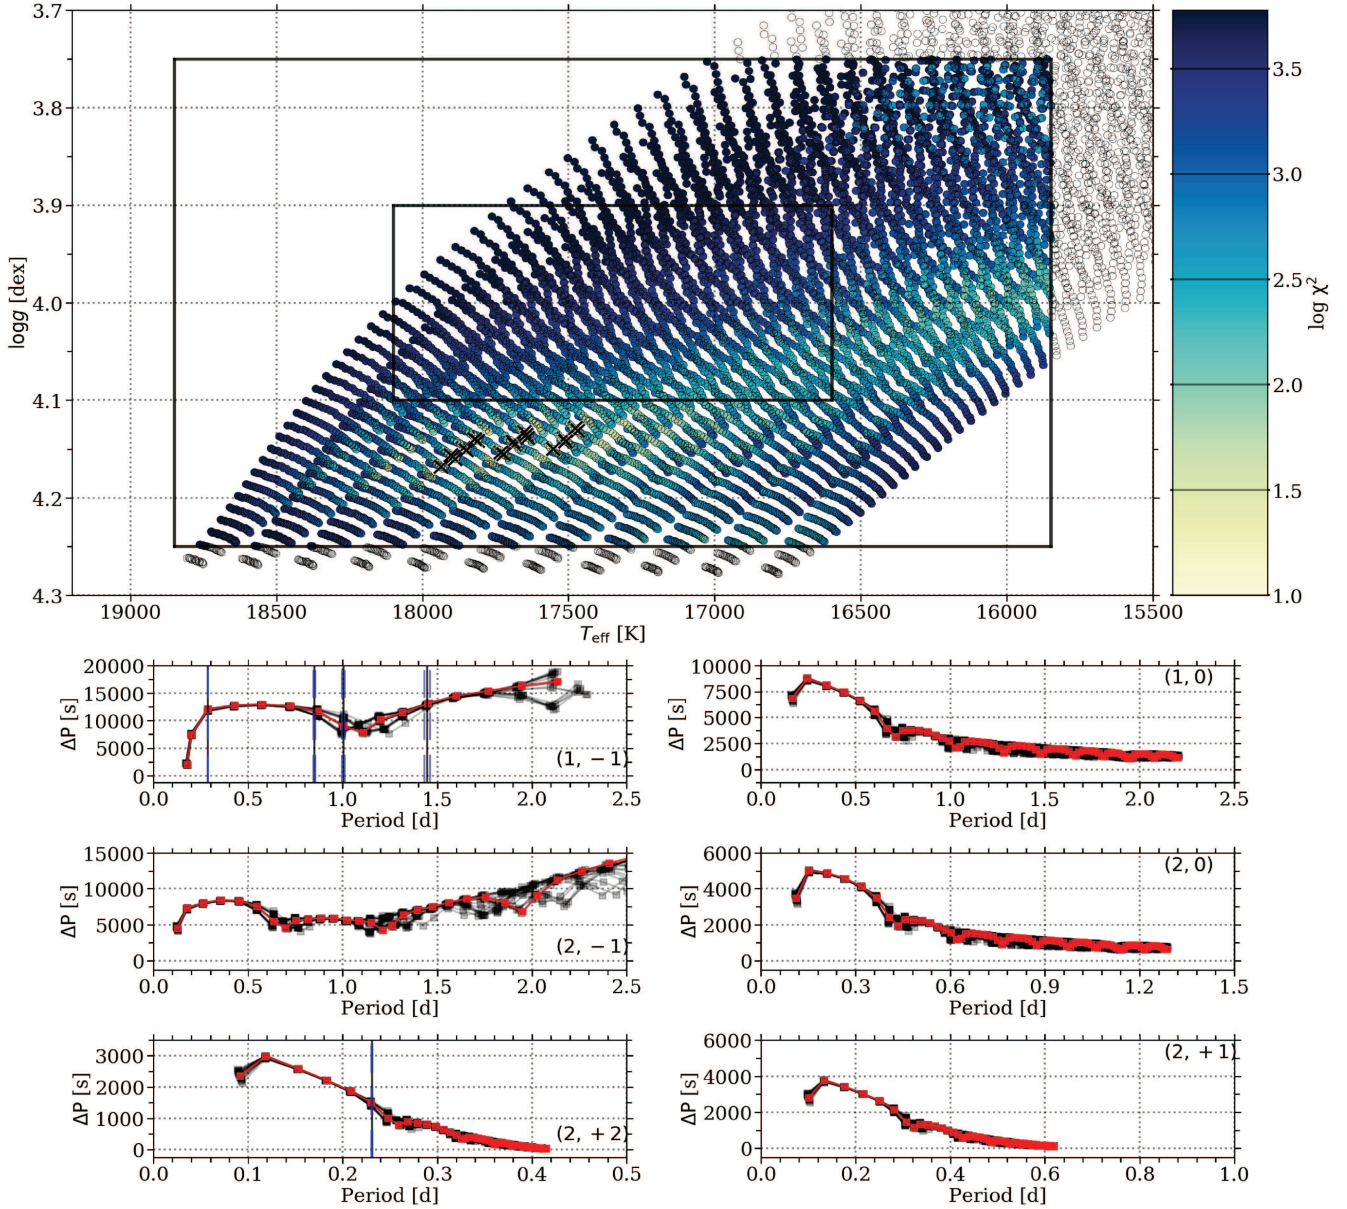 3.7
3.8
3.9
4.0
4.1
4.2
4.3
logg [dex]
19000 18500 18000 17500 17000 16500 16000 15500
T_eff [K]
3.5
3.0
2.5
2.0
1.5
1.0
log χ²
20000
15000
10000
5000
0
ΔP [s]
(1, −1)
0.0 0.5 1.0 1.5 2.0 2.5
Period [d]
10000
7500
5000
2500
0
ΔP [s]
(1, 0)
0.0 0.5 1.0 1.5 2.0 2.5
Period [d]
15000
10000
5000
0
ΔP [s]
(2, −1)
0.0 0.5 1.0 1.5 2.0 2.5
Period [d]
6000
4000
2000
0
ΔP [s]
(2, 0)
0.0 0.3 0.6 0.9 1.2 1.5
Period [d]
3000
2000
1000
0
ΔP [s]
(2, +2)
0.0 0.1 0.2 0.3 0.4 0.5
Period [d]
6000
4000
2000
0
ΔP [s]
(2, +1)
0.0 0.2 0.4 0.6 0.8 1.0
Period [d]